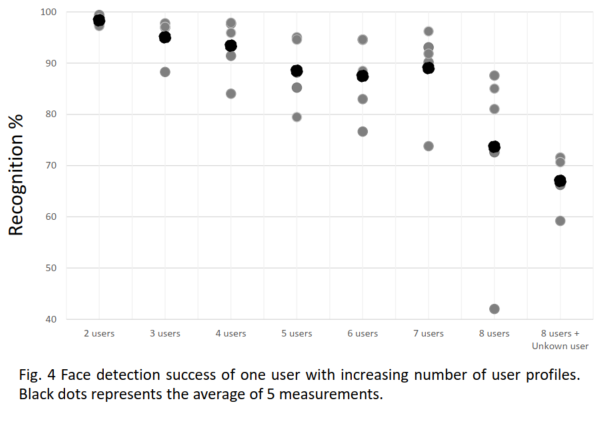 Recognition %
100
90
80
70
60
50
40
2 users
3 users
4 users
5 users
6 users
7 users
8 users
8 users +
Unkown user
Fig. 4 Face detection success of one user with increasing number of user profiles.
Black dots represents the average of 5 measurements.